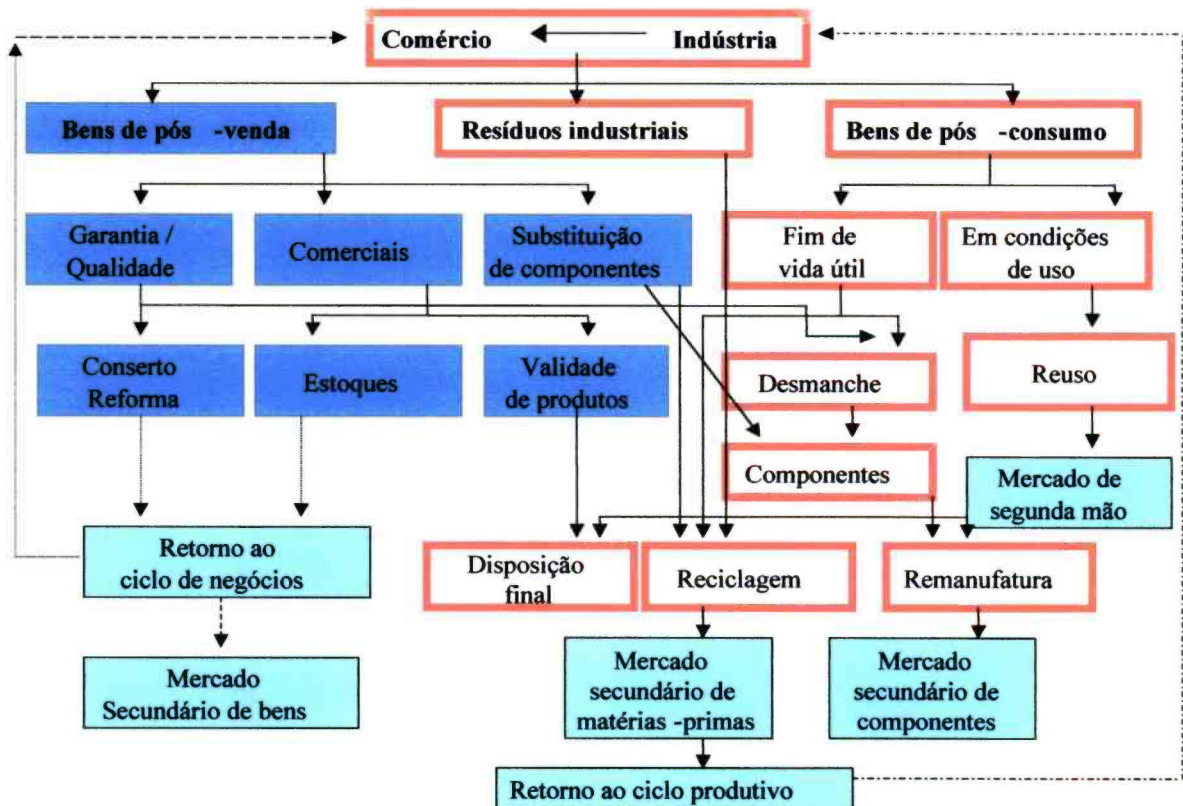 Comércio Indústria
Bens de pós -venda
Resíduos industriais
Bens de pós -consumo
Garantia /
Qualidade
Comerciais
Substituição
de componentes
Fim de
vida útil
Em condições
de uso
Conserto
Reforma
Estoques
Validade
de produtos
Desmanche
Reuso
Componentes
Mercado de
segunda mão
Retorno ao
ciclo de negócios
Disposição
final
Reciclagem
Remanufatura
Mercado
Secundário de bens
Mercado
secundário de
matérias -primas
Mercado
secundário de
componentes
Retorno ao ciclo produtivo